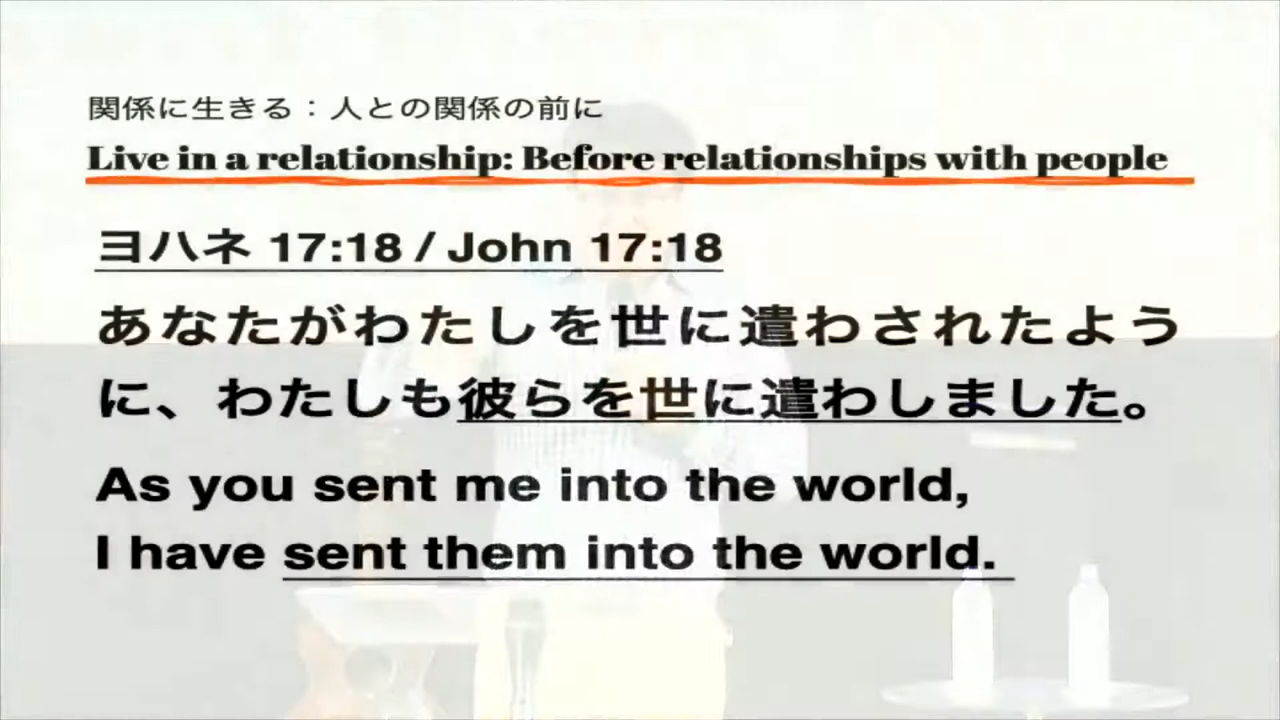 関係に生きる：人との関係の前に
Live in a relationship: Before relationships with people
ヨハネ 17:18 / John 17:18
あなたがわたしを世に遣わされたよう
に、わたしも彼らを世に遣わしました。
As you sent me into the world,
I have sent them into the world.